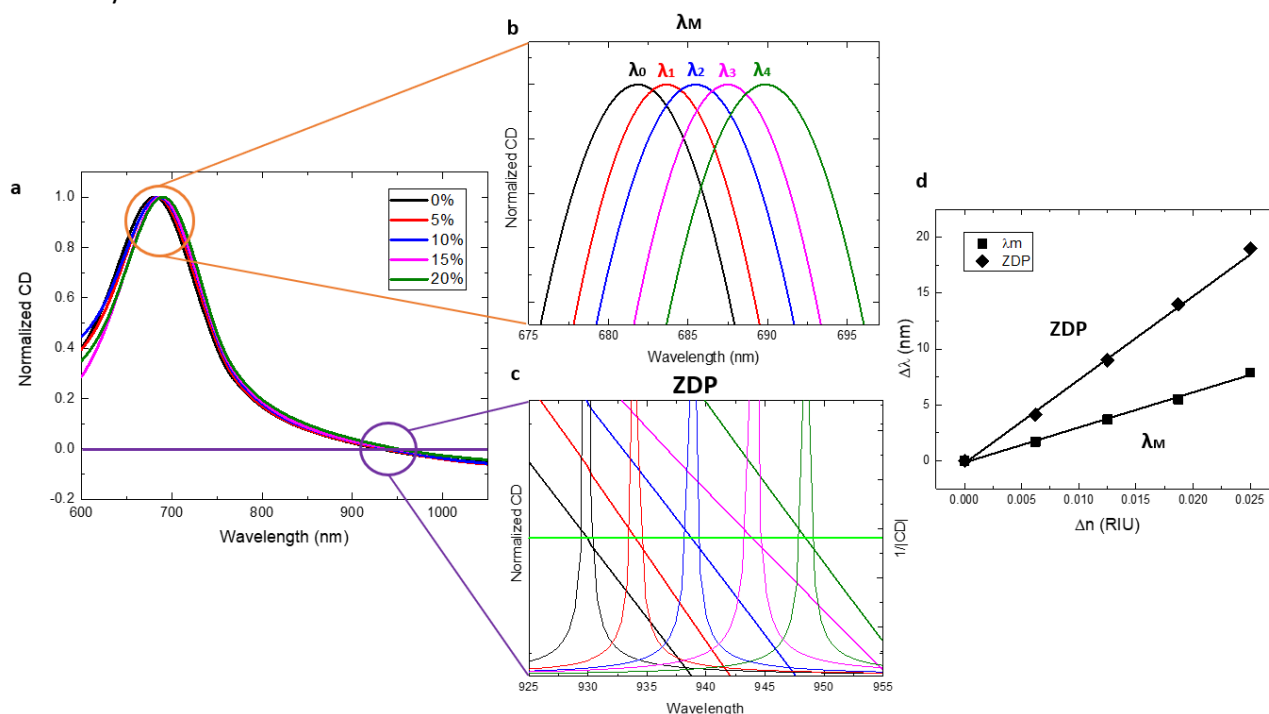 a
Normalized CD
1.0
0.8
0.6
0.4
0.2
0.0
-0.2
600
700
800
900
1000
Wavelength (nm)
0%
5%
10%
15%
20%
b
λM
λ0
λ1
λ2
λ3
λ4
Normalized CD
675
680
685
690
695
Wavelength (nm)
c
ZDP
Normalized CD
1/|CD|
925
930
935
940
945
950
955
Wavelength
d
Δλ (nm)
20
15
10
5
0
λm
ZDP
ZDP
λM
0.000
0.005
0.010
0.015
0.020
0.025
Δn (RIU)